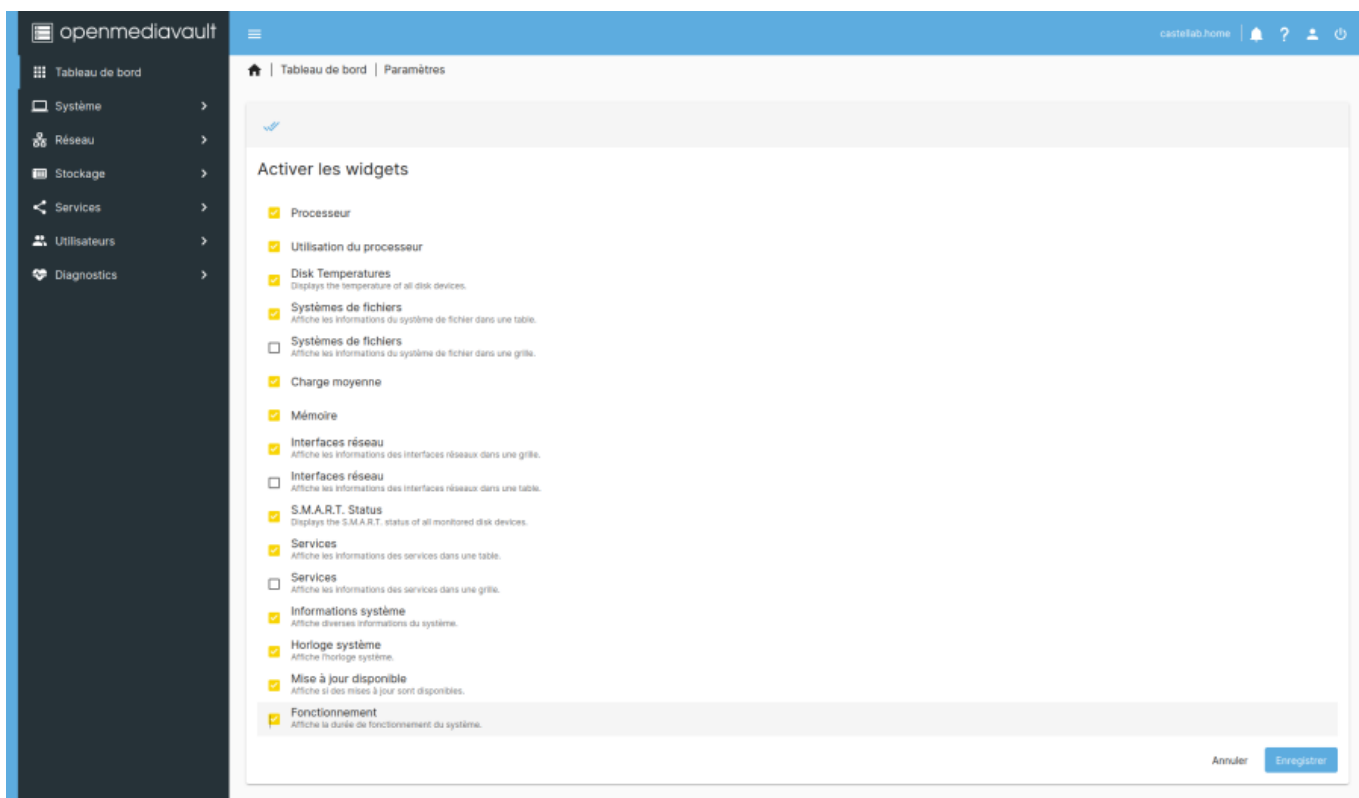 openmediavault
castellab.home
Tableau de bord
Système
Réseau
Stockage
Services
Utilisateurs
Diagnostics
Tableau de bord | Paramètres
Activer les widgets
Processeur
Utilisation du processeur
Disk Temperatures
Displays the temperature of all disk devices.
Systèmes de fichiers
Affiche les informations du système de fichier dans une table.
Systèmes de fichiers
Affiche les informations du système de fichier dans une grille.
Charge moyenne
Mémoire
Interfaces réseau
Affiche les informations des interfaces réseaux dans une grille.
Interfaces réseau
Affiche les informations des interfaces réseaux dans une table.
S.M.A.R.T. Status
Displays the S.M.A.R.T. status of all monitored disk devices.
Services
Affiche les informations des services dans une table.
Services
Affiche les informations des services dans une grille.
Informations système
Affiche diverses informations du système.
Horloge système
Affiche l'horloge système.
Mise à jour disponible
Affiche si des mises à jour sont disponibles.
Fonctionnement
Affiche la durée de fonctionnement du système.
Annuler
Enregistrer